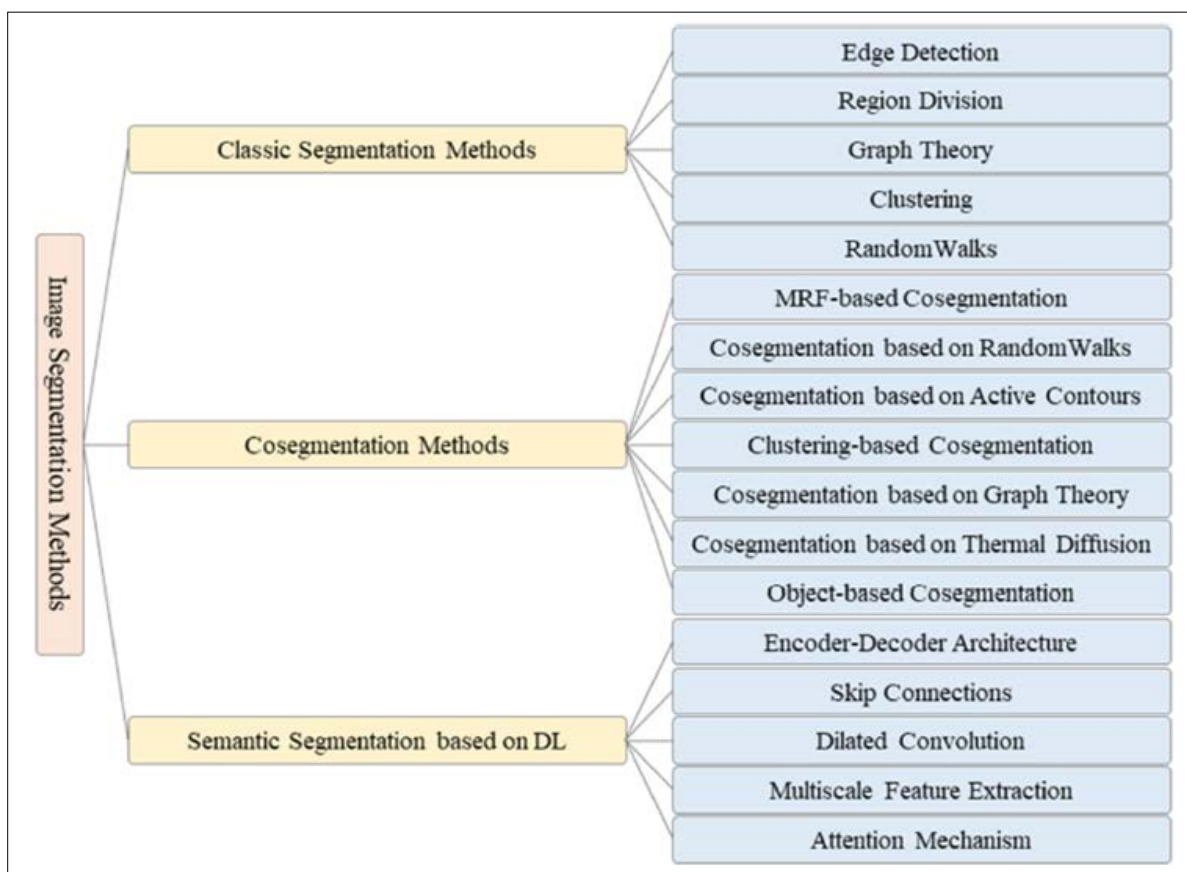 Image Segmentation Methods
Classic Segmentation Methods
Edge Detection
Region Division
Graph Theory
Clustering
RandomWalks
Cosegmentation Methods
MRF-based Cosegmentation
Cosegmentation based on RandomWalks
Cosegmentation based on Active Contours
Clustering-based Cosegmentation
Cosegmentation based on Graph Theory
Cosegmentation based on Thermal Diffusion
Object-based Cosegmentation
Semantic Segmentation based on DL
Encoder-Decoder Architecture
Skip Connections
Dilated Convolution
Multiscale Feature Extraction
Attention Mechanism